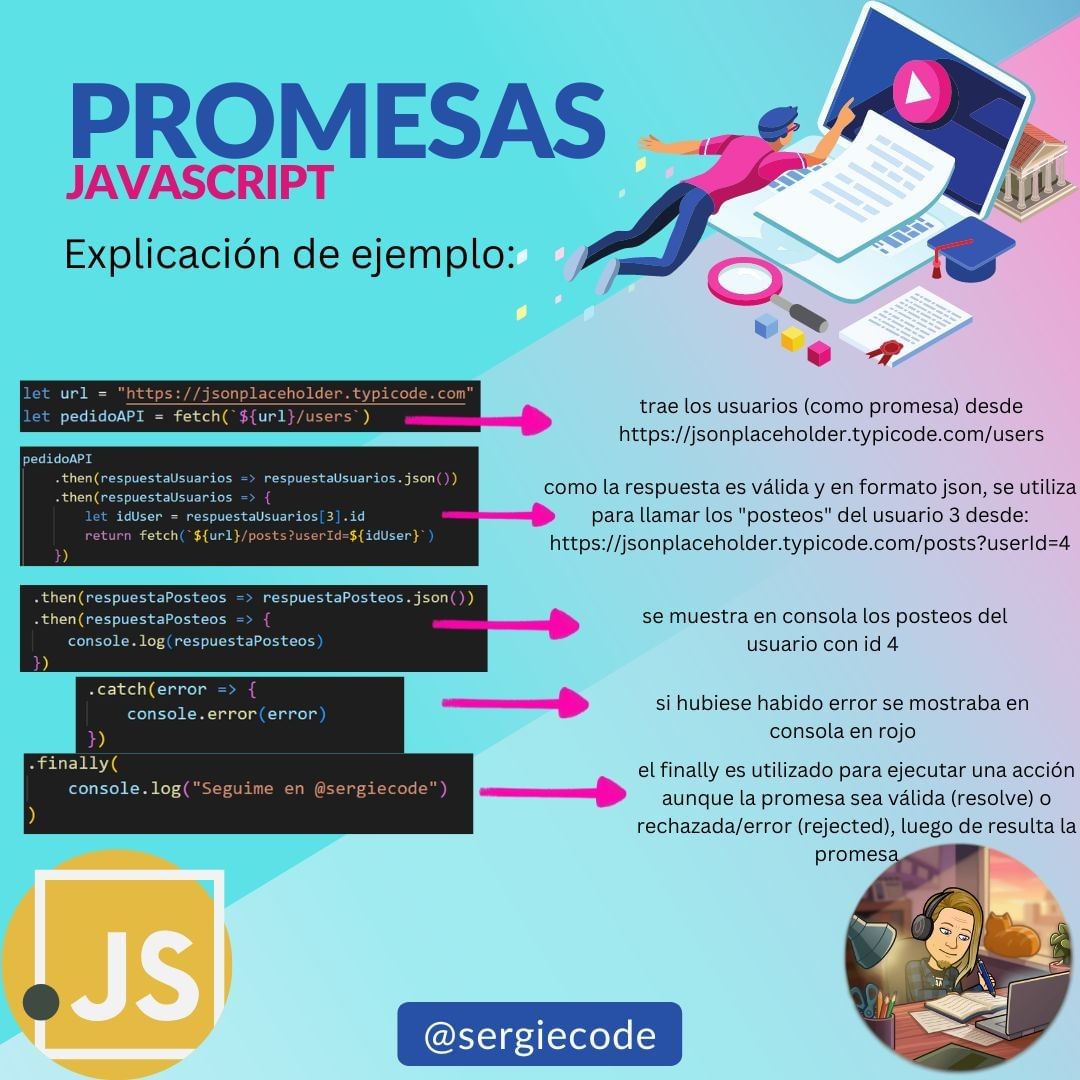 PROMESAS
JAVASCRIPT
Explicación de ejemplo:
let url = "https://jsonplaceholder.typicode.com"
let pedidoAPI = fetch(`${url}/users`)
trae los usuarios (como promesa) desde
https://jsonplaceholder.typicode.com/users
pedidoAPI
.then(respuestaUsuarios => respuestaUsuarios.json())
.then(respuestaUsuarios => {
let idUser = respuestaUsuarios[3].id
return fetch(`${url}/posts?userId=${idUser}`)
})
como la respuesta es válida y en formato json, se utiliza
para llamar los "posteos" del usuario 3 desde:
https://jsonplaceholder.typicode.com/posts?userId=4
.then(respuestaPosteos => respuestaPosteos.json())
.then(respuestaPosteos => {
console.log(respuestaPosteos)
})
se muestra en consola los posteos del
usuario con id 4
.catch(error => {
console.error(error)
})
si hubiese habido error se mostraba en
consola en rojo
.finally(
console.log("Seguime en @sergiecode")
)
el finally es utilizado para ejecutar una acción
aunque la promesa sea válida (resolve) o
rechazada/error (rejected), luego de resulta la
promesa
.JS
@sergiecode